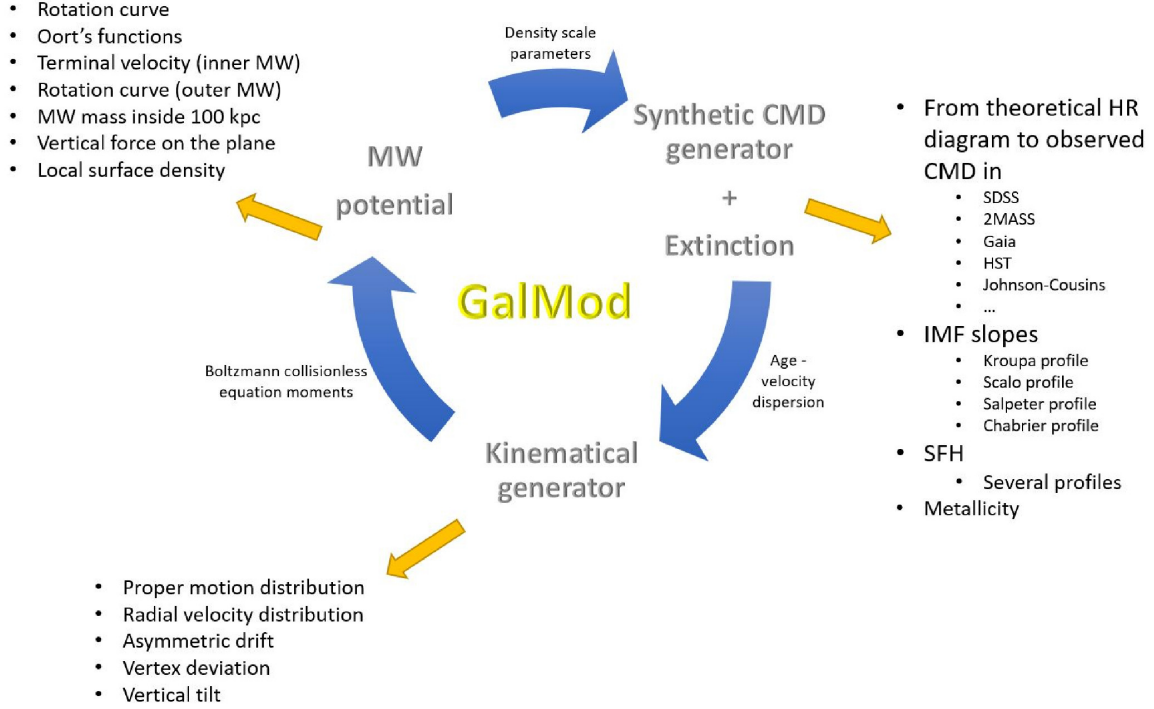 • Rotation curve
• Oort's functions
• Terminal velocity (inner MW)
• Rotation curve (outer MW)
• MW mass inside 100 kpc
• Vertical force on the plane
• Local surface density
MW
potential
Density scale
parameters
Synthetic CMD
generator
+
Extinction
• From theoretical HR
diagram to observed
CMD in
• SDSS
• 2MASS
• Gaia
• HST
• Johnson-Cousins
• ...
• IMF slopes
• Kroupa profile
• Scalo profile
• Salpeter profile
• Chabrier profile
• SFH
• Several profiles
• Metallicity
GalMod
Age -
velocity
dispersion
Boltzmann collisionless
equation moments
Kinematical
generator
• Proper motion distribution
• Radial velocity distribution
• Asymmetric drift
• Vertex deviation
• Vertical tilt